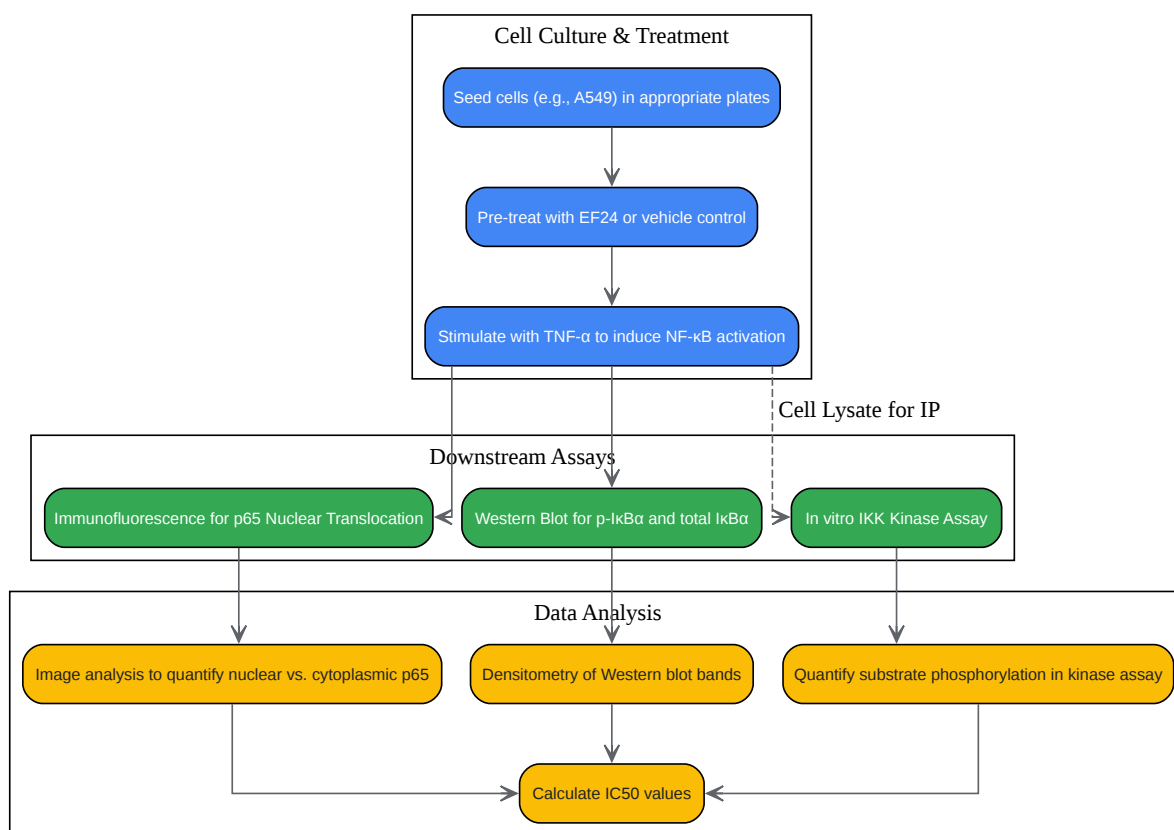 Cell Culture & Treatment
Seed cells (e.g., A549) in appropriate plates
Pre-treat with EF24 or vehicle control
Stimulate with TNF-α to induce NF-κB activation
Cell Lysate for IP
Downstream Assays
Immunofluorescence for p65 Nuclear Translocation
Western Blot for p-IκBα and total IκBα
In vitro IKK Kinase Assay
Data Analysis
Image analysis to quantify nuclear vs. cytoplasmic p65
Densitometry of Western blot bands
Quantify substrate phosphorylation in kinase assay
Calculate IC50 values